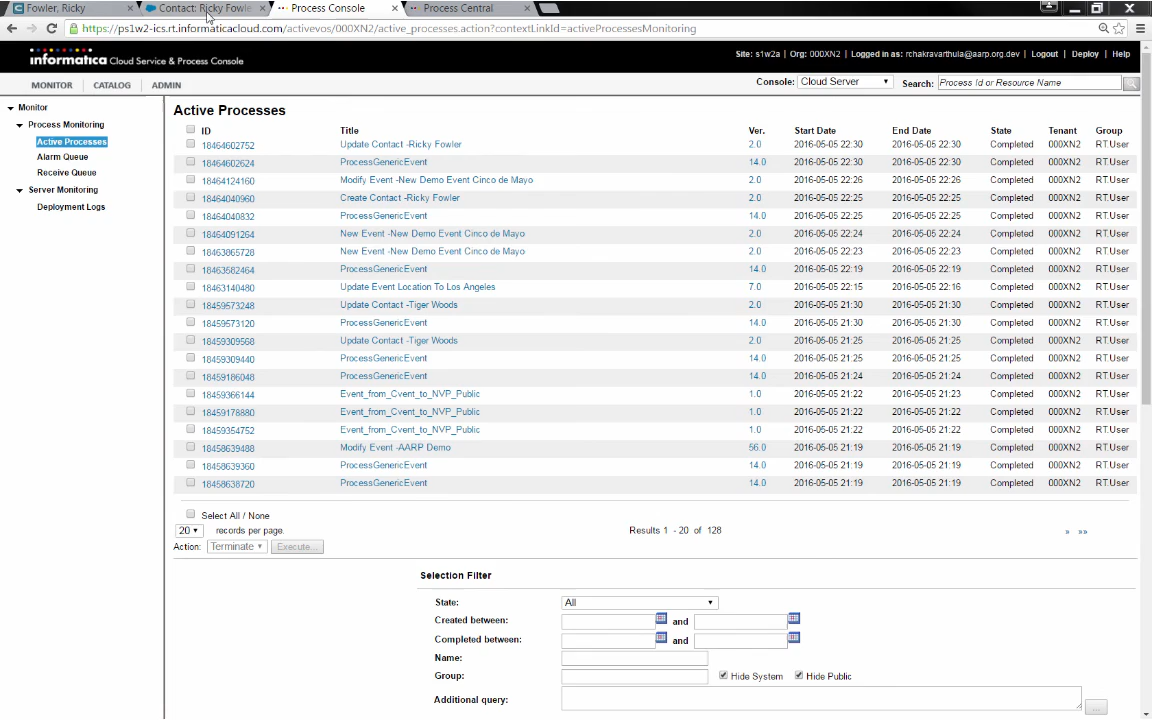 Fowler, Ricky
Contact: Ricky Fowle
Process Console
Process Central
https://ps1w2-ics.rt.informaticacloud.com/activevos/000XN2/active_processes.action?contextLinkId=activeProcessesMonitoring
informatica Cloud Service & Process Console
Site: s1w2a | Org: 000XN2 | Logged in as: rchakravarthula@aarp.org.dev | Logout | Deploy | Help
MONITOR CATALOG ADMIN
Console: Cloud Server Search: Process Id or Resource Name
Monitor
Process Monitoring
Active Processes
Alarm Queue
Receive Queue
Server Monitoring
Deployment Logs
Active Processes
ID Title Ver. Start Date End Date State Tenant Group
18464602752 Update Contact -Ricky Fowler 2.0 2016-05-05 22:30 2016-05-05 22:30 Completed 000XN2 RT.User
18464602624 ProcessGenericEvent 14.0 2016-05-05 22:30 2016-05-05 22:30 Completed 000XN2 RT.User
18464124160 Modify Event -New Demo Event Cinco de Mayo 2.0 2016-05-05 22:26 2016-05-05 22:26 Completed 000XN2 RT.User
18464040960 Create Contact -Ricky Fowler 2.0 2016-05-05 22:25 2016-05-05 22:25 Completed 000XN2 RT.User
18464040832 ProcessGenericEvent 14.0 2016-05-05 22:25 2016-05-05 22:25 Completed 000XN2 RT.User
18464091264 New Event -New Demo Event Cinco de Mayo 2.0 2016-05-05 22:24 2016-05-05 22:24 Completed 000XN2 RT.User
18463865728 New Event -New Demo Event Cinco de Mayo 2.0 2016-05-05 22:23 2016-05-05 22:23 Completed 000XN2 RT.User
18463582464 ProcessGenericEvent 14.0 2016-05-05 22:19 2016-05-05 22:19 Completed 000XN2 RT.User
18463140480 Update Event Location To Los Angeles 7.0 2016-05-05 22:15 2016-05-05 22:16 Completed 000XN2 RT.User
18459573248 Update Contact -Tiger Woods 2.0 2016-05-05 21:30 2016-05-05 21:30 Completed 000XN2 RT.User
18459573120 ProcessGenericEvent 14.0 2016-05-05 21:30 2016-05-05 21:30 Completed 000XN2 RT.User
18459309568 Update Contact -Tiger Woods 2.0 2016-05-05 21:25 2016-05-05 21:25 Completed 000XN2 RT.User
18459309440 ProcessGenericEvent 14.0 2016-05-05 21:25 2016-05-05 21:25 Completed 000XN2 RT.User
18459186048 ProcessGenericEvent 14.0 2016-05-05 21:24 2016-05-05 21:24 Completed 000XN2 RT.User
18459366144 Event_from_Cvent_to_NVP_Public 1.0 2016-05-05 21:22 2016-05-05 21:23 Completed 000XN2 RT.User
18459178880 Event_from_Cvent_to_NVP_Public 1.0 2016-05-05 21:22 2016-05-05 21:22 Completed 000XN2 RT.User
18459354752 Event_from_Cvent_to_NVP_Public 1.0 2016-05-05 21:22 2016-05-05 21:22 Completed 000XN2 RT.User
18458639488 Modify Event -AARP Demo 56.0 2016-05-05 21:19 2016-05-05 21:19 Completed 000XN2 RT.User
18458639360 ProcessGenericEvent 14.0 2016-05-05 21:19 2016-05-05 21:19 Completed 000XN2 RT.User
18458638720 ProcessGenericEvent 14.0 2016-05-05 21:19 2016-05-05 21:19 Completed 000XN2 RT.User
Select All / None
20 records per page. Results 1 - 20 of 128 » »»
Action: Terminate Execute...
Selection Filter
State: All
Created between: and
Completed between: and
Name:
Group: Hide System Hide Public
Additional query: ...